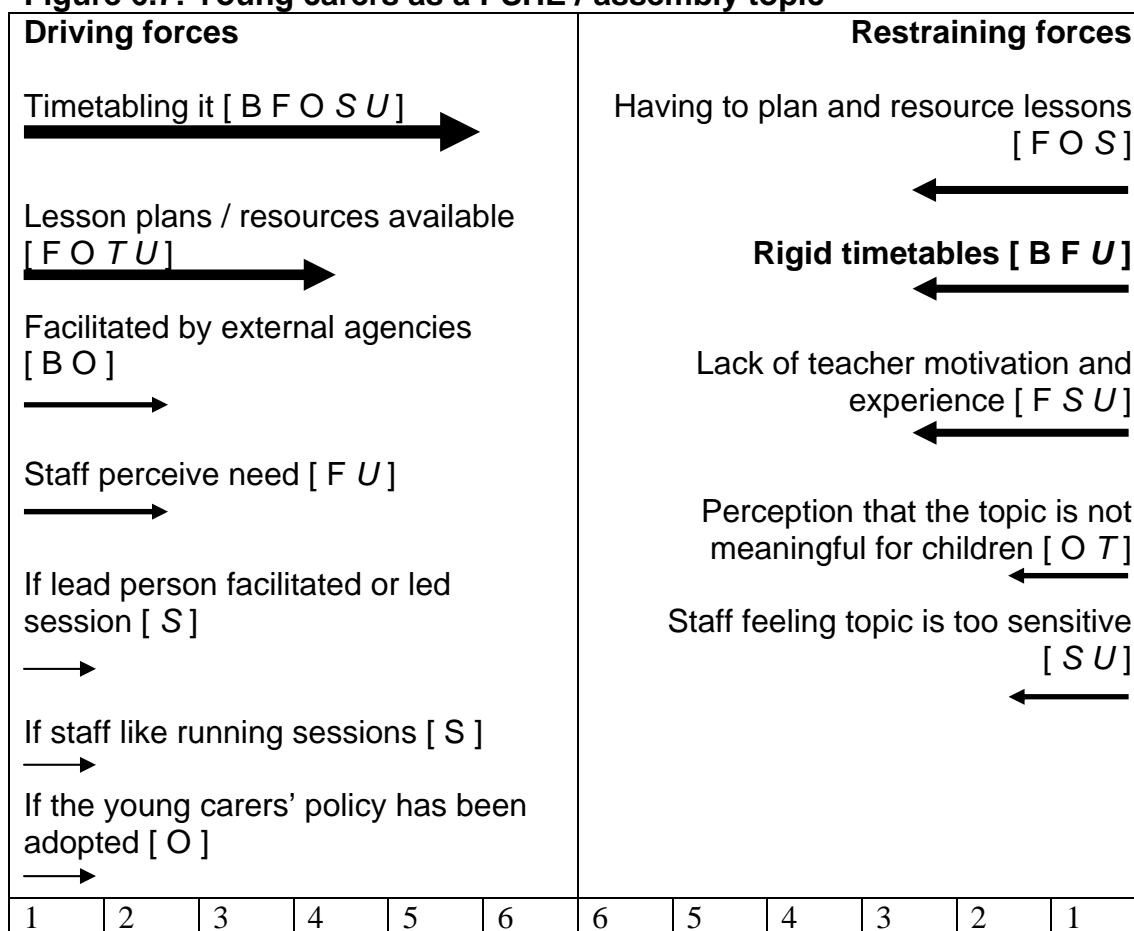 Figure 6.7: Young carers as a PSHE / assembly topic
Driving forces
Timetabling it [ B F O S U ]
Lesson plans / resources available
[ F O T U ]
Facilitated by external agencies
[ B O ]
Staff perceive need [ F U ]
If lead person facilitated or led
session [ S ]
If staff like running sessions [ S ]
If the young carers' policy has been
adopted [ O ]
Restraining forces
Having to plan and resource lessons
[ F O S ]
Rigid timetables [ B F U ]
Lack of teacher motivation and
experience [ F S U ]
Perception that the topic is not
meaningful for children [ O T ]
Staff feeling topic is too sensitive
[ S U ]
1 2 3 4 5 6 6 5 4 3 2 1